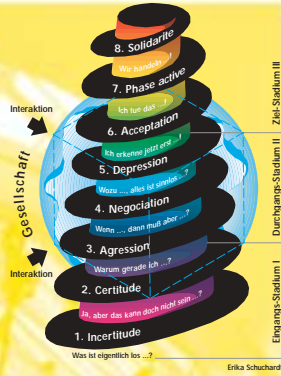 8. Solidarite
Wir handeln ...!
7. Phase active
Ich tue das ...!
6. Acceptation
Ich erkenne jetzt erst ...!
5. Depression
Wozu ..., alles ist sinnlos ...?
4. Negociation
Wenn ..., dann muß aber ...?
3. Agression
Warum gerade ich ...?
2. Certitude
Ja, aber das kann doch nicht sein ...?
1. Incertitude
Was ist eigentlich los ...?
Interaktion
Gesellschaft
Interaktion
Ziel-Stadium III
Durchgangs-Stadium II
Eingangs-Stadium I
Erika Schuchardt